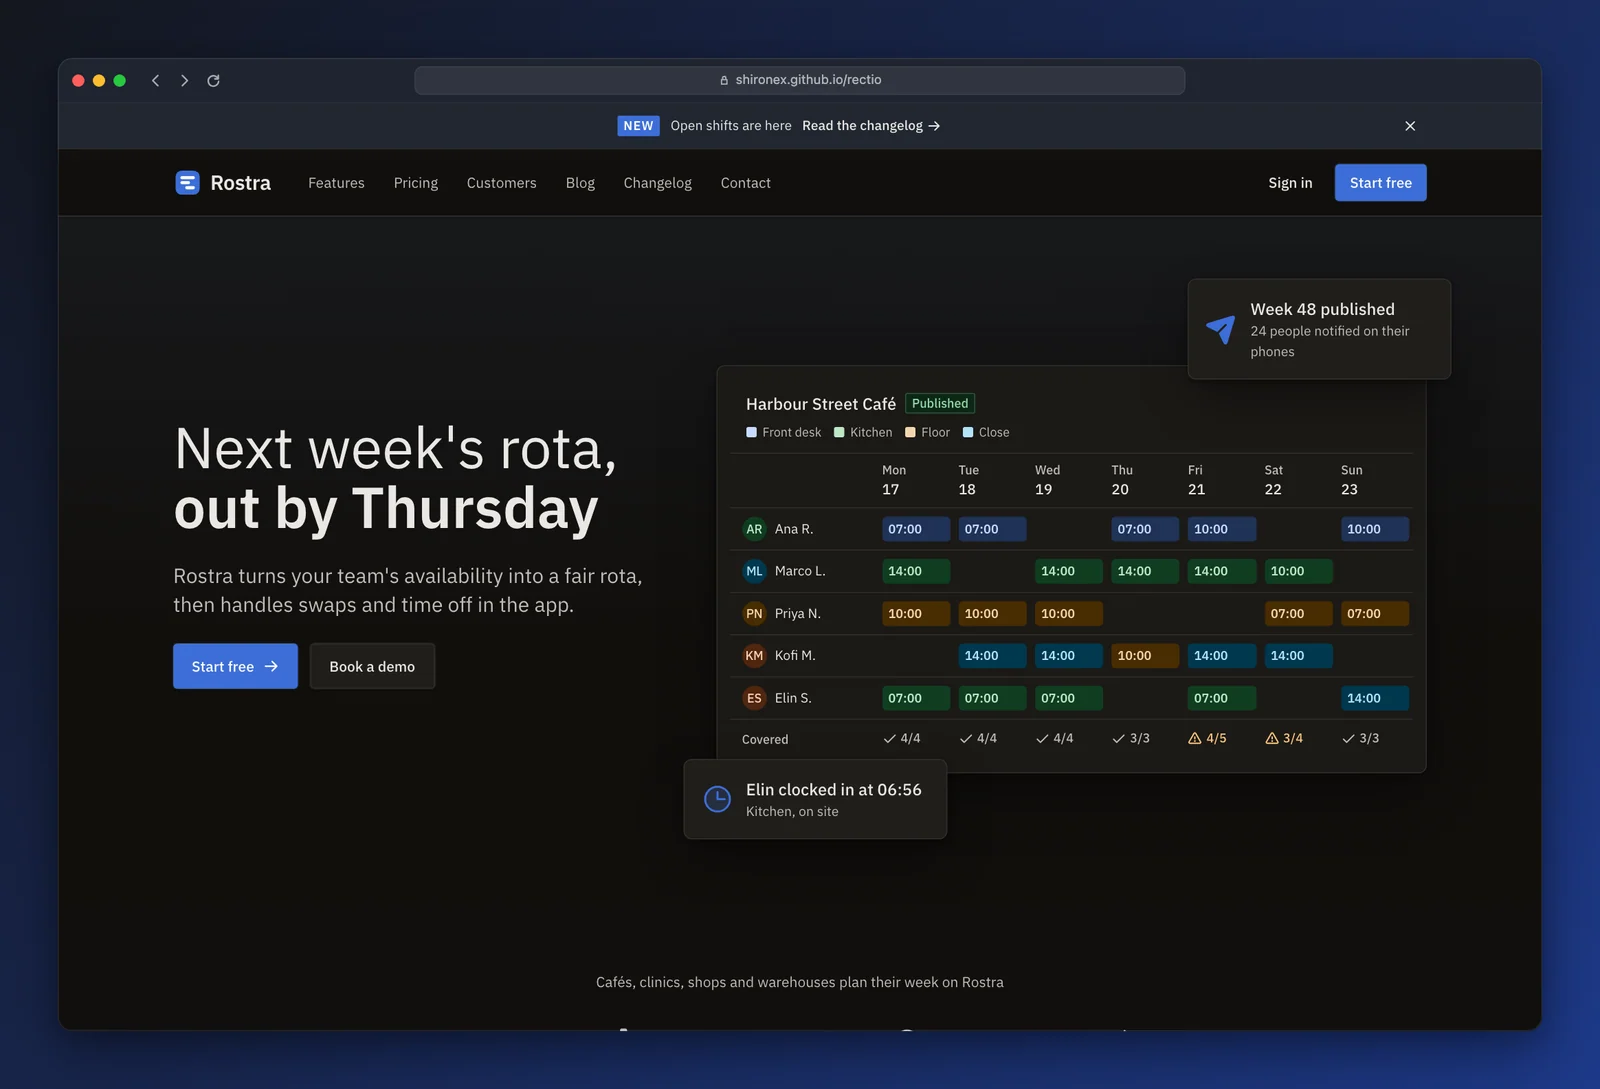 shironex.github.io/rectio
NEW Open shifts are here Read the changelog →
Rostra Features Pricing Customers Blog Changelog Contact Sign in Start free
Week 48 published
24 people notified on their
phones
Next week's rota,
out by Thursday
Rostra turns your team's availability into a fair rota,
then handles swaps and time off in the app.
Start free → Book a demo
Harbour Street Café Published
Front desk Kitchen Floor Close
Mon Tue Wed Thu Fri Sat Sun
17 18 19 20 21 22 23
AR Ana R. 07:00 07:00 07:00 10:00 10:00
ML Marco L. 14:00 14:00 14:00 14:00 10:00
PN Priya N. 10:00 10:00 10:00 07:00 07:00
KM Kofi M. 14:00 14:00 10:00 14:00 14:00
ES Elin S. 07:00 07:00 07:00 07:00 14:00
Covered 4/4 4/4 4/4 3/3 4/5 3/4 3/3
Elin clocked in at 06:56
Kitchen, on site
Cafés, clinics, shops and warehouses plan their week on Rostra